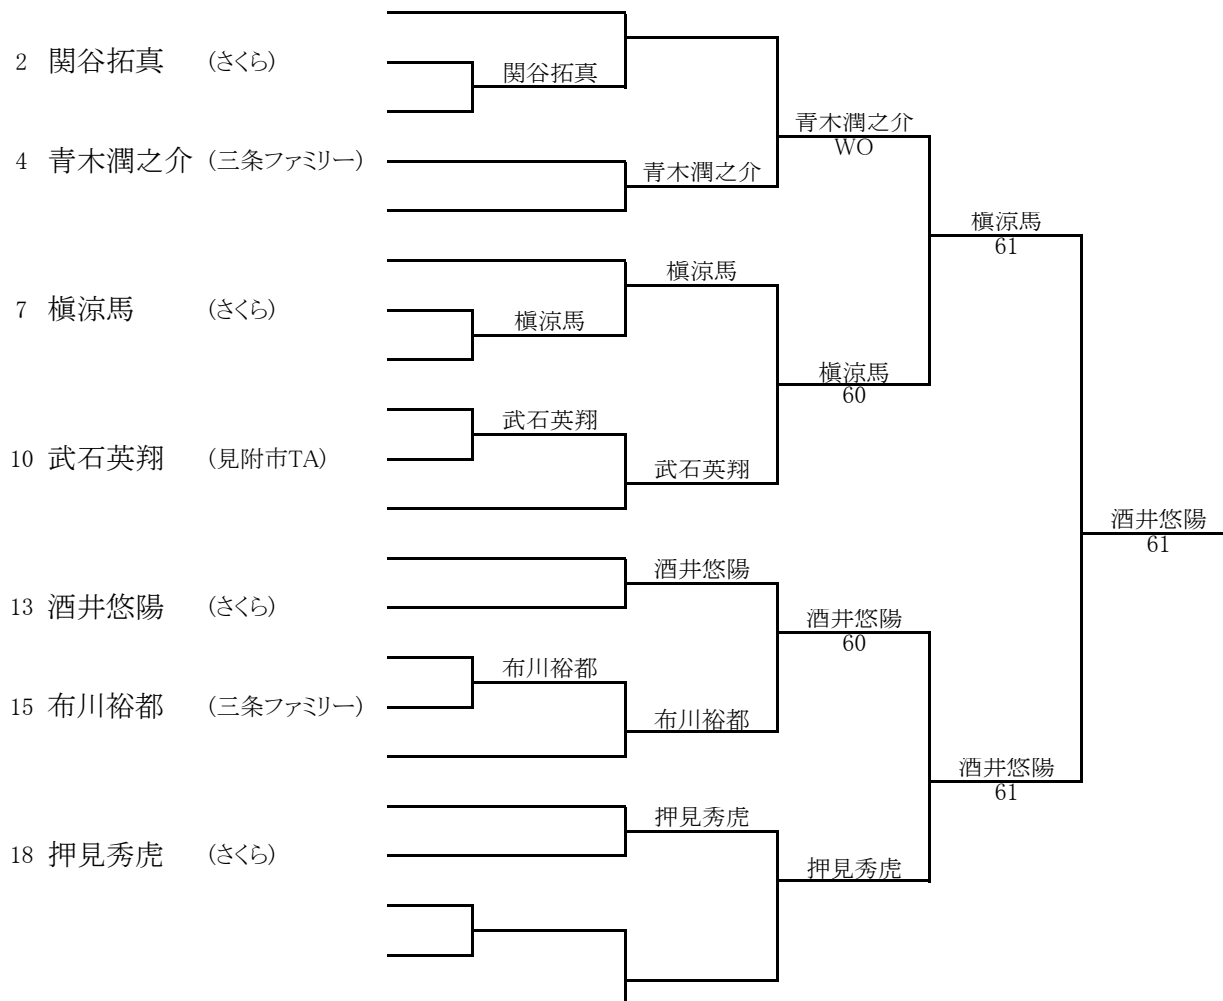 2 関谷拓真 (さくら)
関谷拓真
青木潤之介
WO
4 青木潤之介 (三条ファミリー)
青木潤之介
槇涼馬
61
槇涼馬
7 槇涼馬 (さくら)
槇涼馬
槇涼馬
60
武石英翔
10 武石英翔 (見附市TA)
武石英翔
酒井悠陽
61
酒井悠陽
13 酒井悠陽 (さくら)
酒井悠陽
60
布川裕都
15 布川裕都 (三条ファミリー)
布川裕都
酒井悠陽
61
押見秀虎
18 押見秀虎 (さくら)
押見秀虎